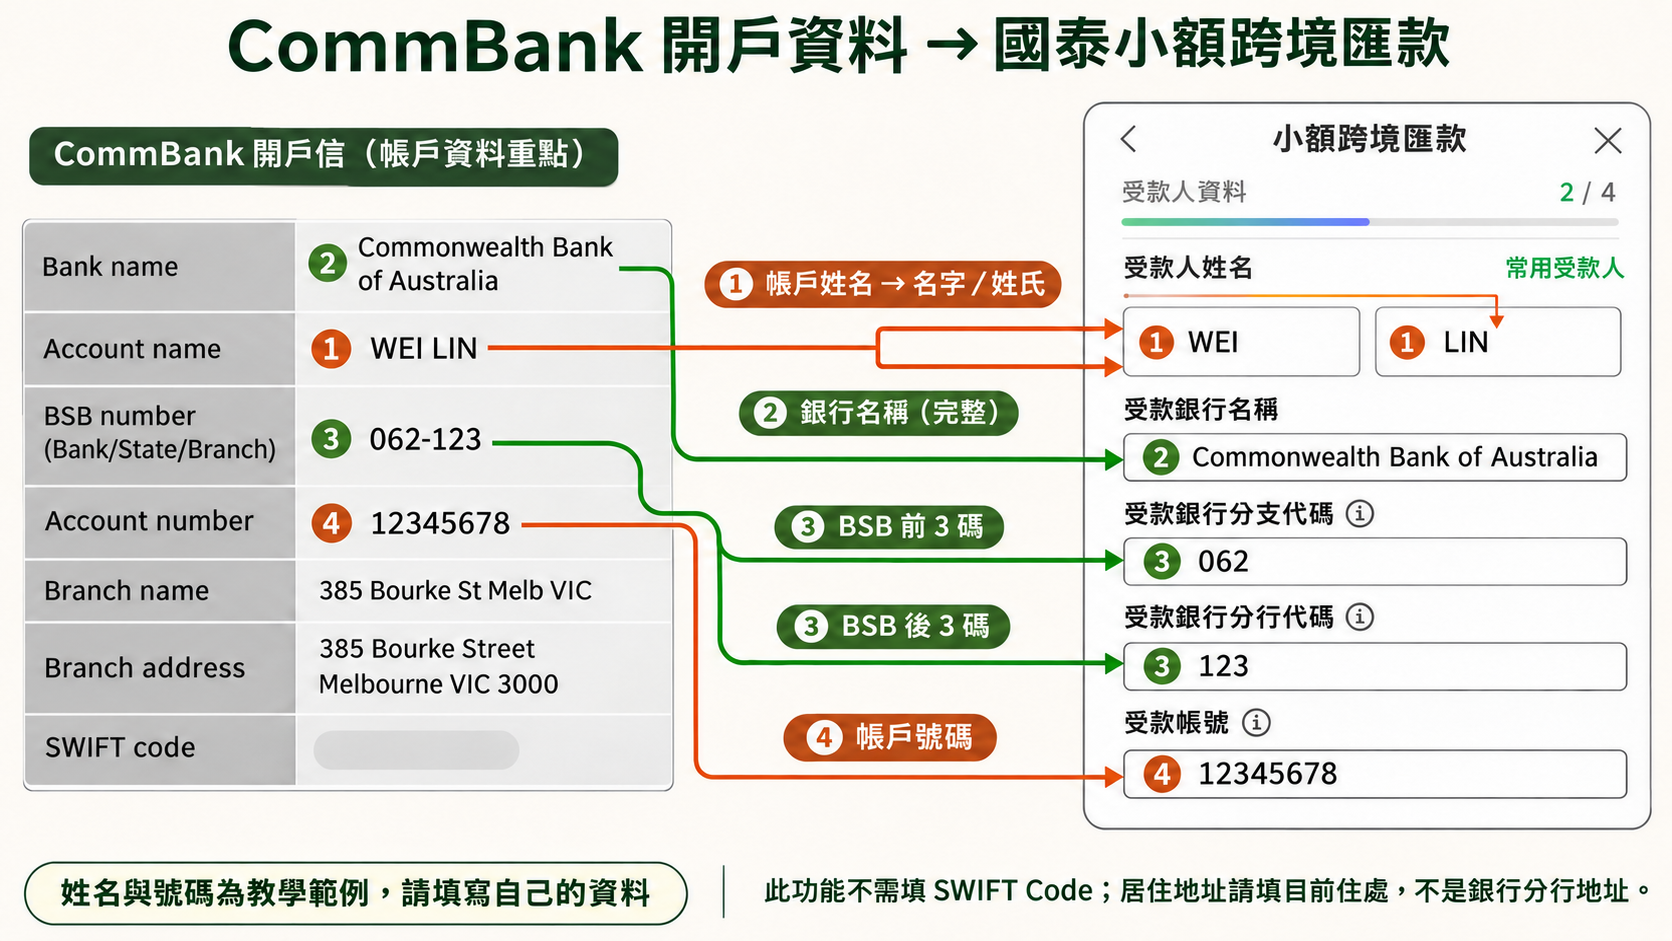 CommBank 開戶資料 → 國泰小額跨境匯款
CommBank 開戶信（帳戶資料重點）
Bank name
2 Commonwealth Bank
of Australia
Account name
1 WEI LIN
BSB number
(Bank/State/Branch)
3 062-123
Account number
4 12345678
Branch name
385 Bourke St Melb VIC
Branch address
385 Bourke Street
Melbourne VIC 3000
SWIFT code
1 帳戶姓名 → 名字 / 姓氏
2 銀行名稱（完整）
3 BSB 前 3 碼
3 BSB 後 3 碼
4 帳戶號碼
小額跨境匯款
受款人資料
2 / 4
受款人姓名
常用受款人
1 WEI
1 LIN
受款銀行名稱
2 Commonwealth Bank of Australia
受款銀行分支代碼 i
3 062
受款銀行分行代碼 i
3 123
受款帳號 i
4 12345678
姓名與號碼為教學範例，請填寫自己的資料
此功能不需填 SWIFT Code；居住地址請填目前住處，不是銀行分行地址。